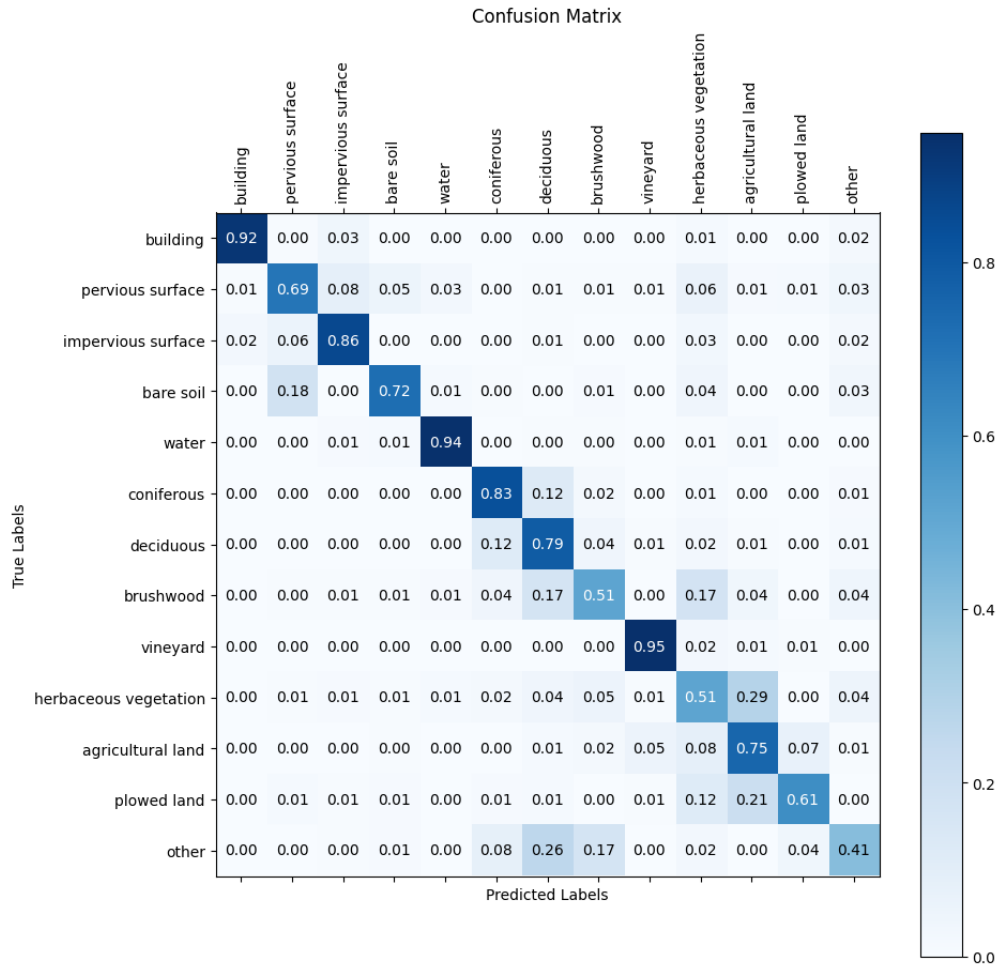 Confusion Matrix
building
pervious surface
impervious surface
bare soil
water
coniferous
deciduous
brushwood
vineyard
herbaceous vegetation
agricultural land
plowed land
other
True Labels
building 0.92 0.00 0.03 0.00 0.00 0.00 0.00 0.00 0.00 0.01 0.00 0.00 0.02
pervious surface 0.01 0.69 0.08 0.05 0.03 0.00 0.01 0.01 0.01 0.06 0.01 0.01 0.03
impervious surface 0.02 0.06 0.86 0.00 0.00 0.00 0.01 0.00 0.00 0.03 0.00 0.00 0.02
bare soil 0.00 0.18 0.00 0.72 0.01 0.00 0.00 0.01 0.00 0.04 0.00 0.00 0.03
water 0.00 0.00 0.01 0.01 0.94 0.00 0.00 0.00 0.00 0.01 0.01 0.00 0.00
coniferous 0.00 0.00 0.00 0.00 0.00 0.83 0.12 0.02 0.00 0.01 0.00 0.00 0.01
deciduous 0.00 0.00 0.00 0.00 0.00 0.12 0.79 0.04 0.01 0.02 0.01 0.00 0.01
brushwood 0.00 0.00 0.01 0.01 0.01 0.04 0.17 0.51 0.00 0.17 0.04 0.00 0.04
vineyard 0.00 0.00 0.00 0.00 0.00 0.00 0.00 0.00 0.95 0.02 0.01 0.01 0.00
herbaceous vegetation 0.00 0.01 0.01 0.01 0.01 0.02 0.04 0.05 0.01 0.51 0.29 0.00 0.04
agricultural land 0.00 0.00 0.00 0.00 0.00 0.00 0.01 0.02 0.05 0.08 0.75 0.07 0.01
plowed land 0.00 0.01 0.01 0.01 0.00 0.01 0.01 0.00 0.01 0.12 0.21 0.61 0.00
other 0.00 0.00 0.00 0.01 0.00 0.08 0.26 0.17 0.00 0.02 0.00 0.04 0.41
Predicted Labels
0.8
0.6
0.4
0.2
0.0